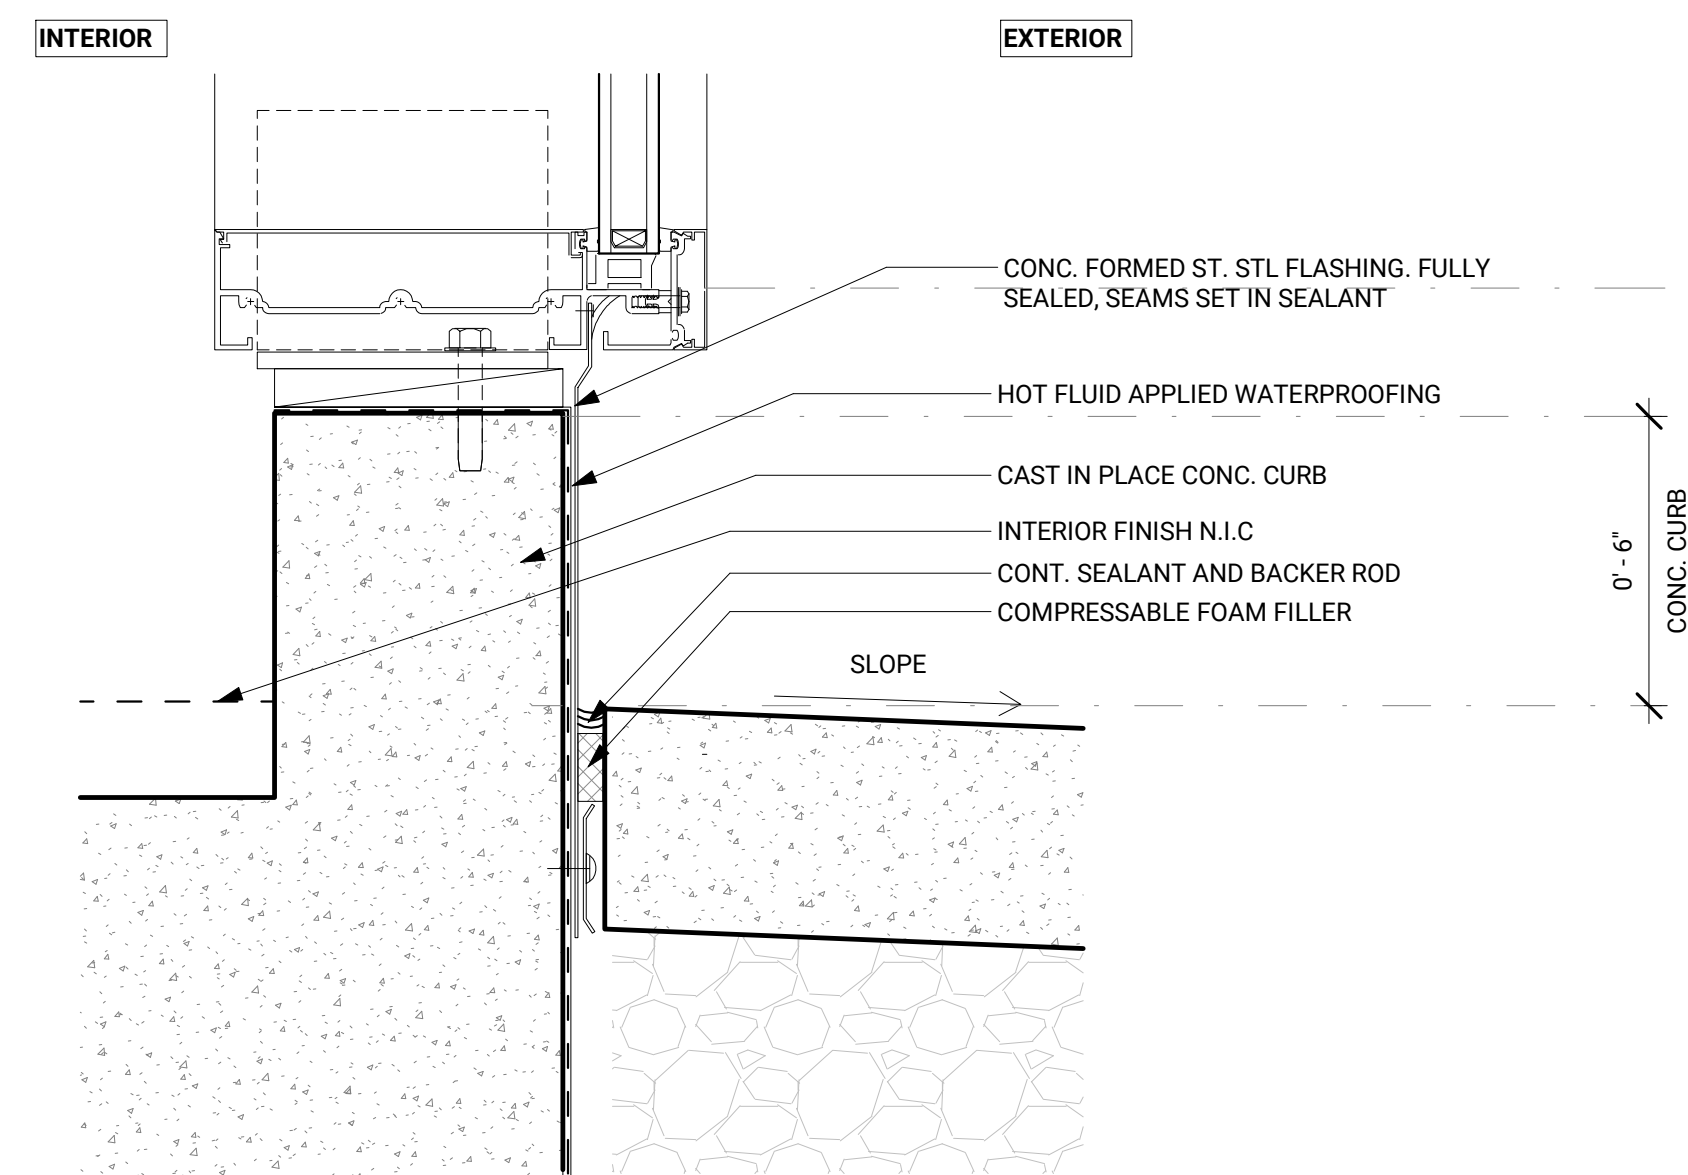 INTERIOR
EXTERIOR
CONC. FORMED ST. STL FLASHING. FULLY
SEALED, SEAMS SET IN SEALANT
HOT FLUID APPLIED WATERPROOFING
CAST IN PLACE CONC. CURB
INTERIOR FINISH N.I.C
CONT. SEALANT AND BACKER ROD
COMPRESSABLE FOAM FILLER
SLOPE
0' - 6"
CONC. CURB